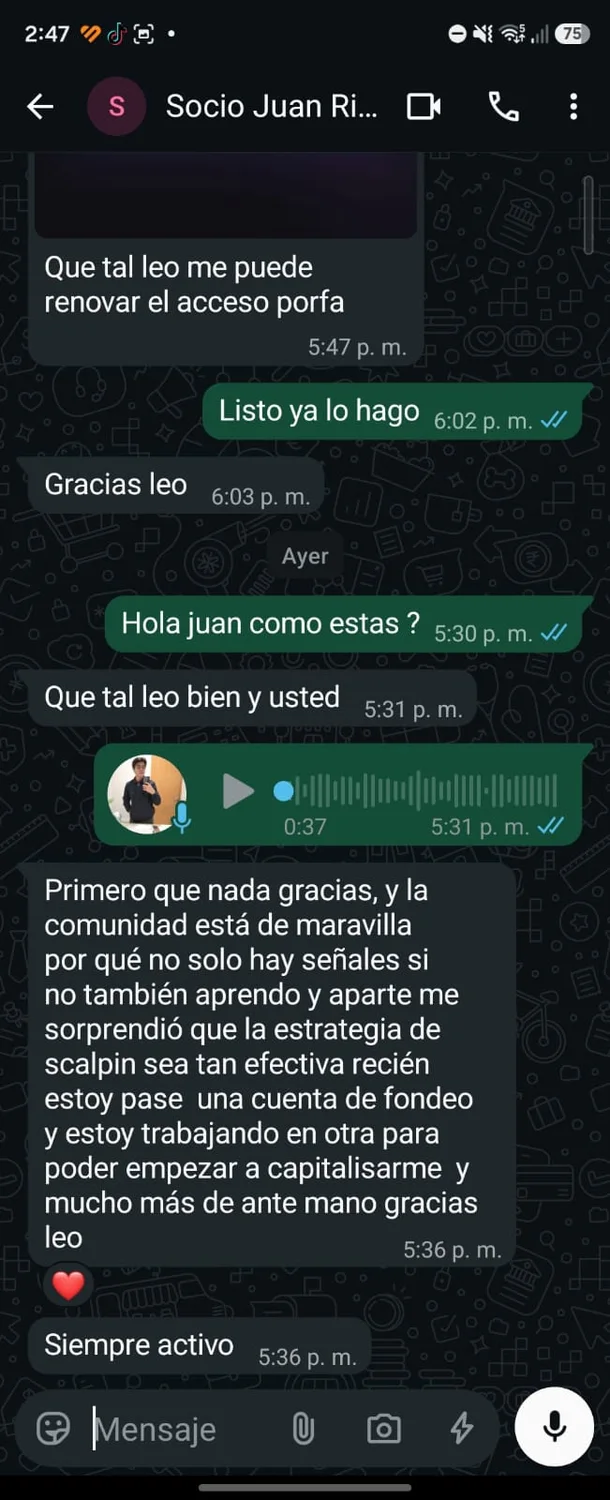 2:47
75
S
Socio Juan Ri...
Que tal leo me puede
renovar el acceso porfa
5:47 p. m.
Listo ya lo hago 6:02 p. m.
Gracias leo 6:03 p. m.
Ayer
Hola juan como estas ? 5:30 p. m.
Que tal leo bien y usted 5:31 p. m.
0:37 5:31 p. m.
Primero que nada gracias, y la
comunidad está de maravilla
por qué no solo hay señales si
no también aprendo y aparte me
sorprendió que la estrategia de
scalpin sea tan efectiva recién
estoy pase una cuenta de fondeo
y estoy trabajando en otra para
poder empezar a capitalisarme y
mucho más de ante mano gracias
leo
5:36 p. m.
Siempre activo 5:36 p. m.
Mensaje